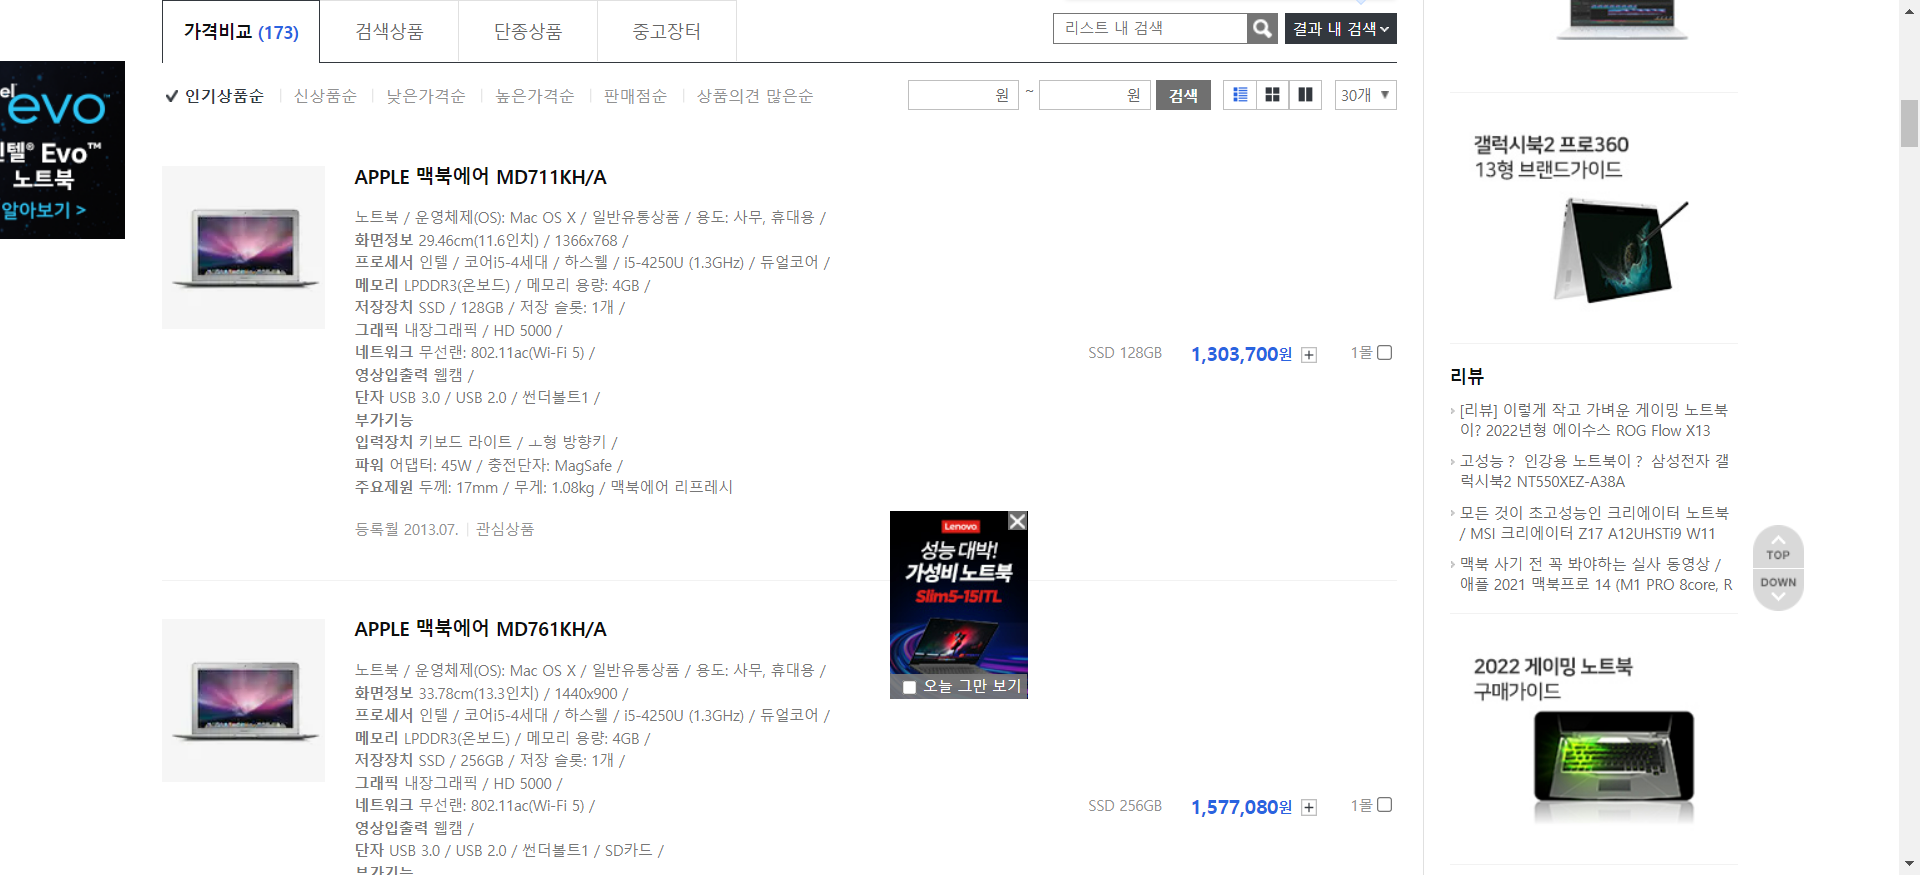 가격비교 (173)
검색상품
단종상품
중고장터
리스트 내 검색
결과 내 검색
인기상품순
신상품순
낮은가격순
높은가격순
판매점순
상품의견 많은순
원 ~ 원
검색
30개 ▼
evo™
Evo™
노트북
알아보기 >
APPLE 맥북에어 MD711KH/A
노트북 / 운영체제(OS): Mac OS X / 일반유통상품 / 용도: 사무, 휴대용 /
화면정보 29.46cm(11.6인치) / 1366x768 /
프로세서 인텔 / 코어i5-4세대 / 하스웰 / i5-4250U (1.3GHz) / 듀얼코어 /
메모리 LPDDR3(온보드) / 메모리 용량: 4GB /
저장장치 SSD / 128GB / 저장 슬롯: 1개 /
그래픽 내장그래픽 / HD 5000 /
네트워크 무선랜: 802.11ac(Wi-Fi 5) /
영상입출력 웹캠 /
단자 USB 3.0 / USB 2.0 / 썬더볼트1 /
부가기능
입력장치 키보드 라이트 / ㅗ형 방향키 /
파워 어댑터: 45W / 충전단자: MagSafe /
주요제원 두께: 17mm / 무게: 1.08kg / 맥북에어 리프레시
등록월 2013.07.
관심상품
SSD 128GB
1,303,700원
1몰
Lenovo
성능 대박!
가성비 노트북
Slim5-15ITL
오늘 그만 보기
APPLE 맥북에어 MD761KH/A
노트북 / 운영체제(OS): Mac OS X / 일반유통상품 / 용도: 사무, 휴대용 /
화면정보 33.78cm(13.3인치) / 1440x900 /
프로세서 인텔 / 코어i5-4세대 / 하스웰 / i5-4250U (1.3GHz) / 듀얼코어 /
메모리 LPDDR3(온보드) / 메모리 용량: 4GB /
저장장치 SSD / 256GB / 저장 슬롯: 1개 /
그래픽 내장그래픽 / HD 5000 /
네트워크 무선랜: 802.11ac(Wi-Fi 5) /
영상입출력 웹캠 /
단자 USB 3.0 / USB 2.0 / 썬더볼트1 / SD카드 /
부가기능
SSD 256GB
1,577,080원
1몰
갤럭시북2 프로360
13형 브랜드가이드
리뷰
[리뷰] 이렇게 작고 가벼운 게이밍 노트북
이? 2022년형 에이수스 ROG Flow X13
고성능 ? 인강용 노트북이 ? 삼성전자 갤
럭시북2 NT550XEZ-A38A
모든 것이 초고성능인 크리에이터 노트북
/ MSI 크리에이터 Z17 A12UHSTi9 W11
맥북 사기 전 꼭 봐야하는 실사 동영상 /
애플 2021 맥북프로 14 (M1 PRO 8core, R
2022 게이밍 노트북
구매가이드
TOP
DOWN